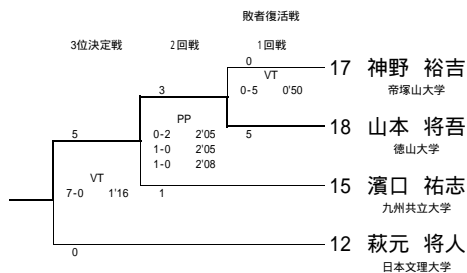 敗者復活戦
3位決定戦 2回戦 1回戦
0
17 神野 裕吉
VT
帝塚山大学
3
0-5 0'50
PP
18 山本 将吾
5
0-2 2'05
5
徳山大学
1-0 2'05
1-0 2'08
VT
15 濱口 祐志
7-0 1'16
1
九州共立大学
12 萩元 将人
0
日本文理大学